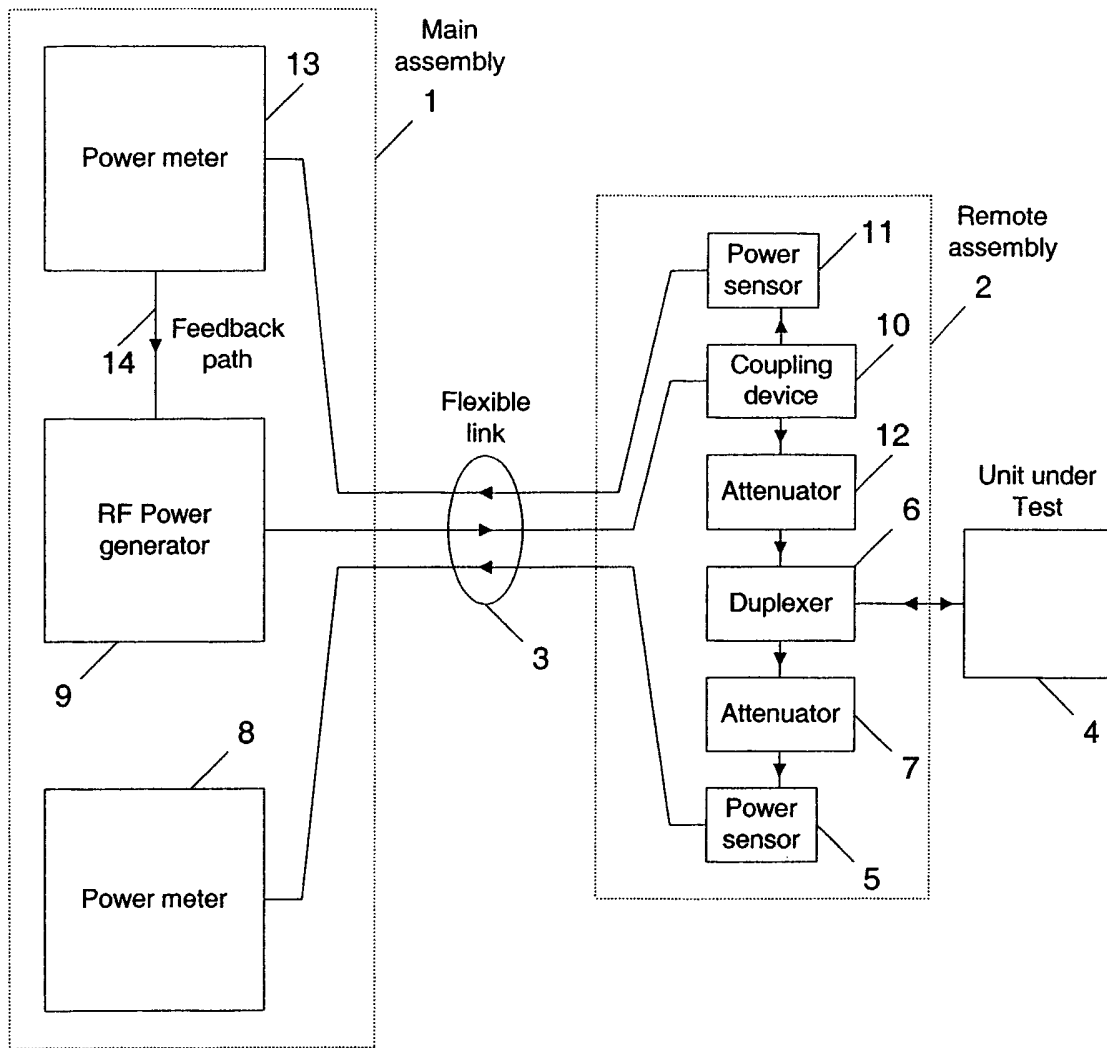 Main
assembly
1
13
Power meter
14
Feedback
path
RF Power
generator
9
8
Power meter
Flexible
link
3
Remote
assembly
2
Power
sensor
11
10
Coupling
device
12
Attenuator
6
Duplexer
Attenuator
7
Power
sensor
5
Unit under
Test
4